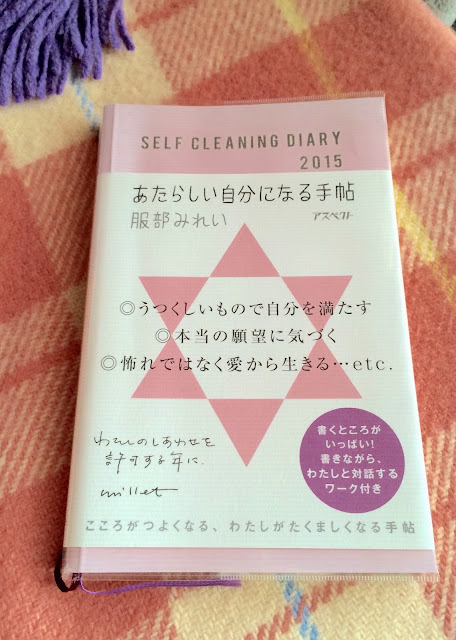 SELF CLEANING DIARY
2015
あたらしい自分になる手帖
服部みれい
アスペクト
◎うつくしいもので自分を満たす
◎本当の願望に気づく
◎怖れではなく愛から生きる…etc.
わたしのしあわせを
許可する年に.
millet
書くところが
いっぱい!
書きながら、
わたしと対話する
ワーク付き
こころがつよくなる、わたしがたくましくなる手帖